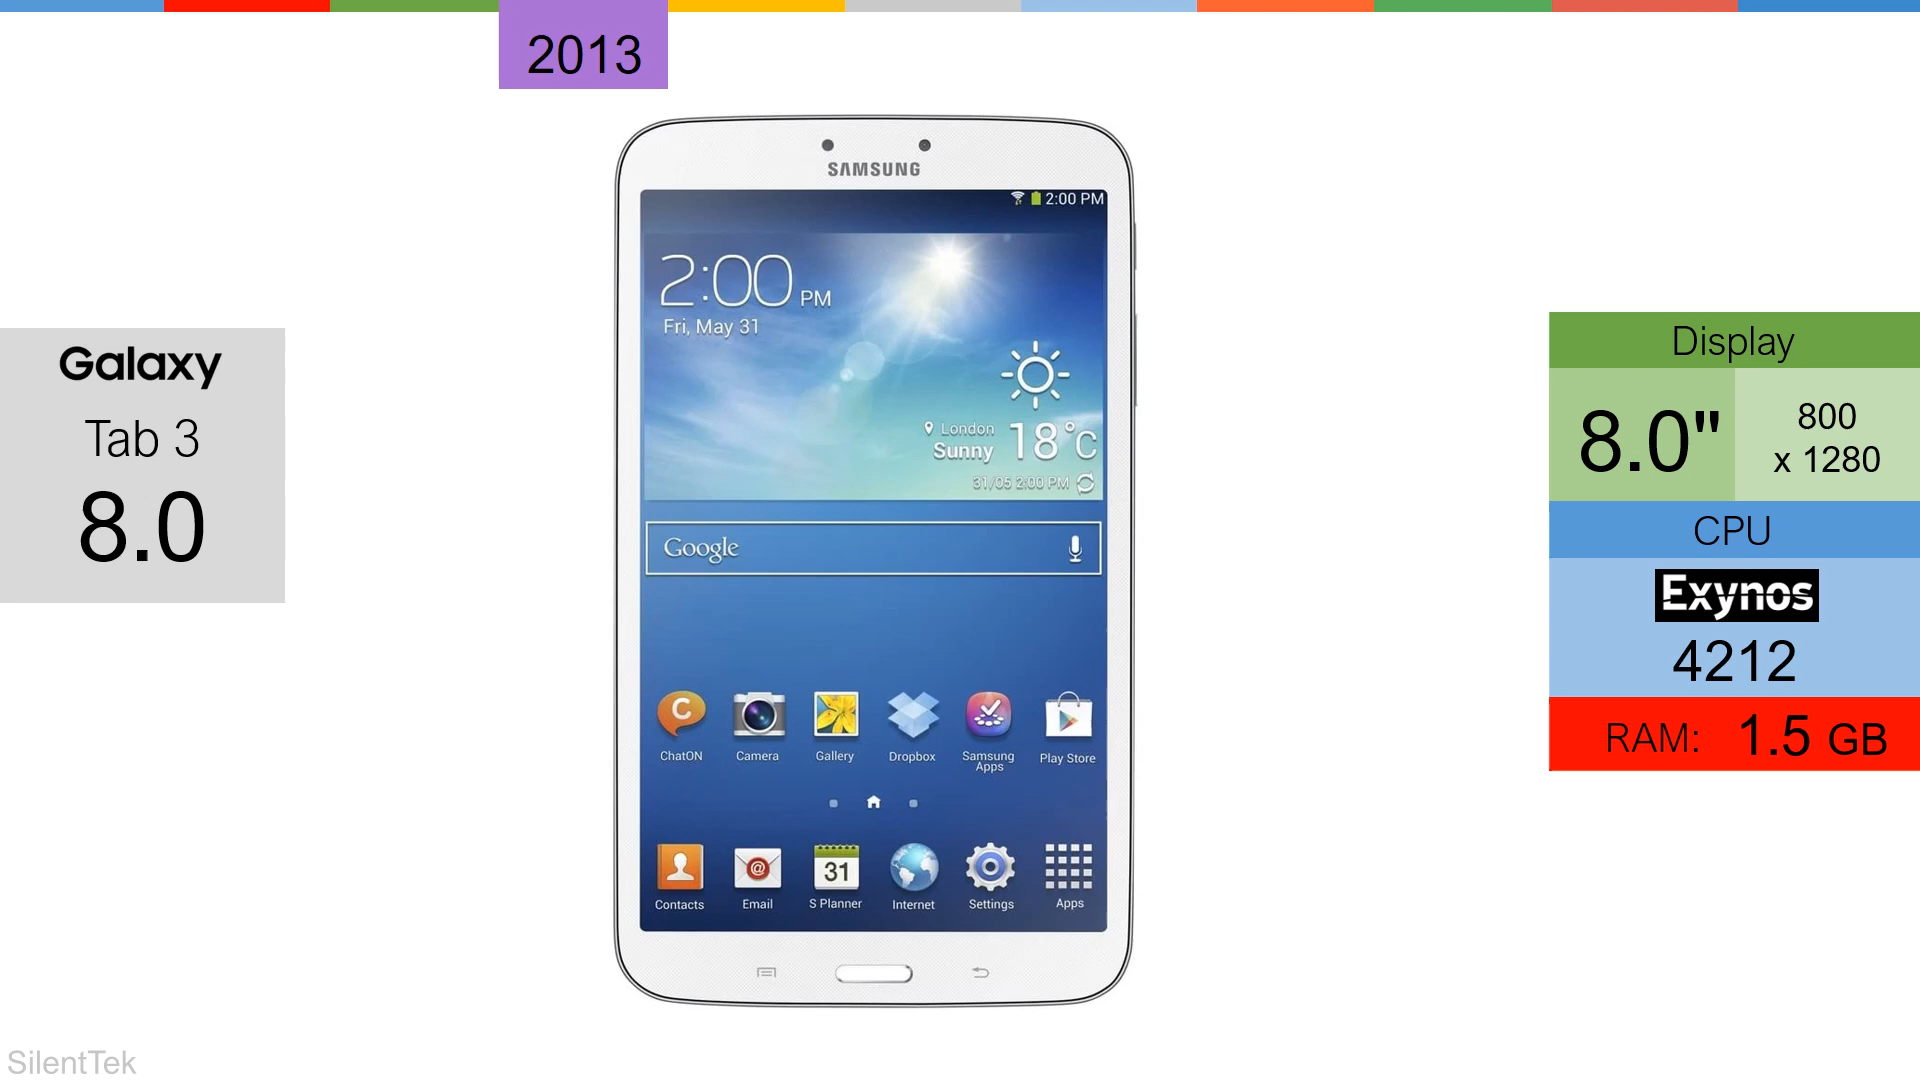 2013
SAMSUNG
2:00 PM
2:00 PM
Fri, May 31
London
Sunny
18°C
31/05 2:00 PM
Google
ChatON
Camera
Gallery
Dropbox
Samsung
Apps
Play Store
31
Contacts
Email
S Planner
Internet
Settings
Apps
Galaxy
Tab 3
8.0
Display
8.0"
800
x 1280
CPU
Exynos
4212
RAM: 1.5 GB
SilentTek